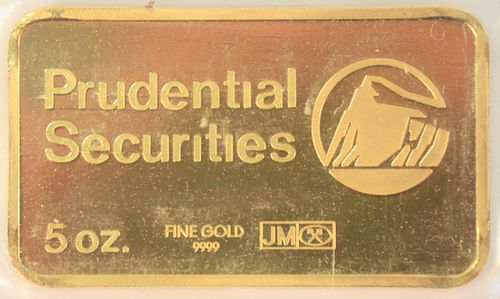 Prudential
Securities
5 oz.
FINE GOLD
9999
JM